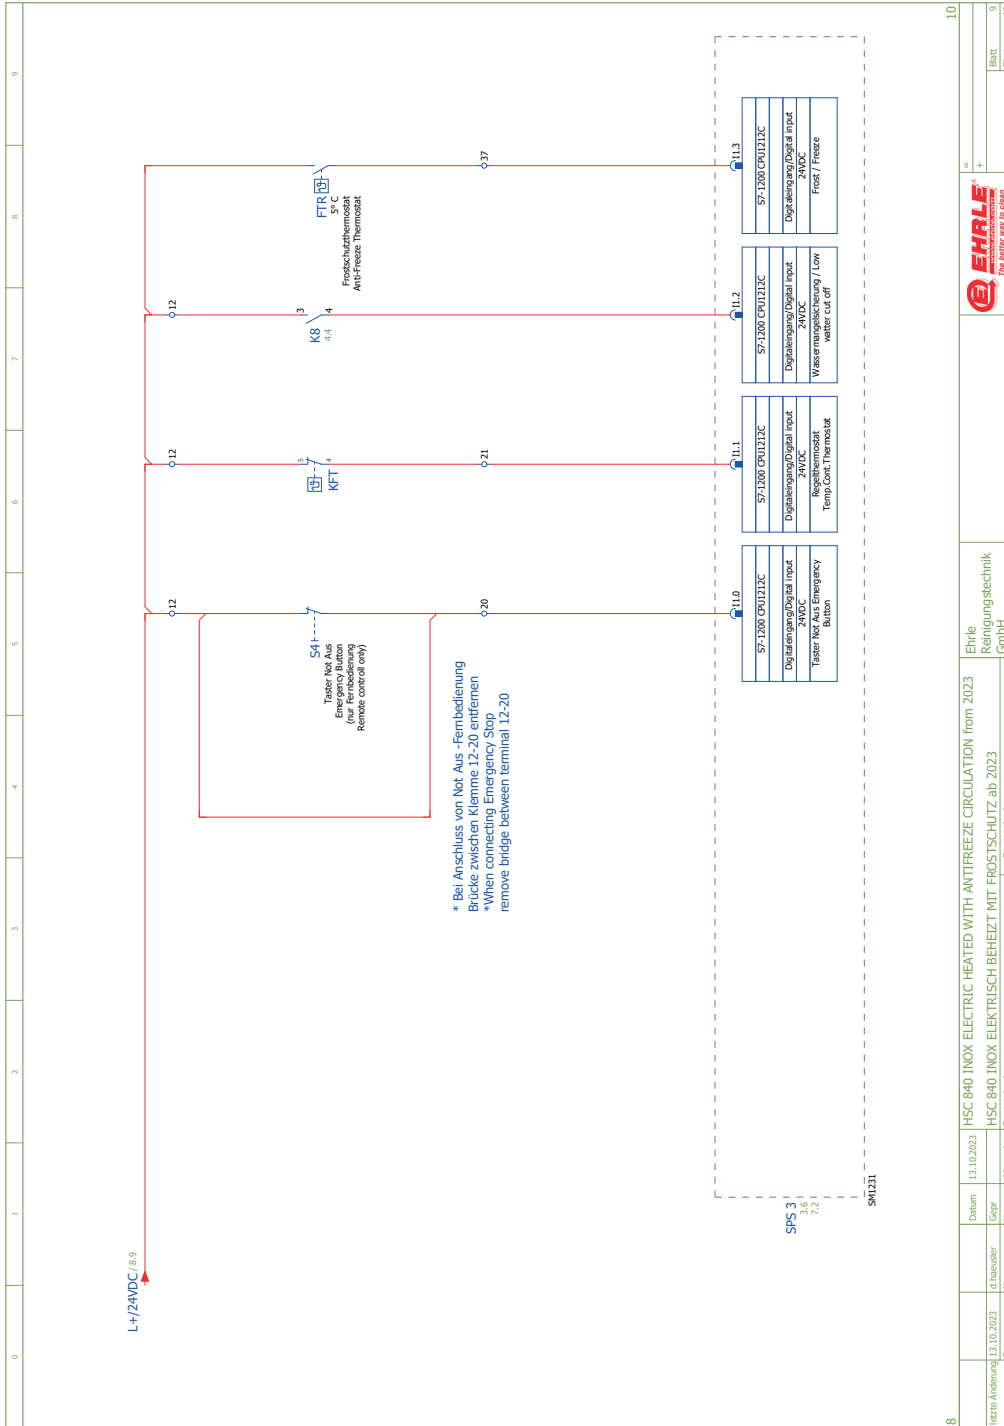 0
1
2
3
4
5
6
7
8
9
L+/24VDC / 8.9
12
12
12
12
S4
Taster Not Aus
Emergency Button
(nur Fernbedienung
Remote controll only)
5
4
KFT
3
4
K8
4.4
FTR
5° C
Frostschutzthermostat
Anti-Freeze Thermostat
20
21
37
* Bei Anschluss von Not Aus -Fernbedienung
Brücke zwischen Klemme 12-20 entfernen
*When connecting Emergency Stop
remove bridge between terminal 12-20
SPS 3
3.6
7.2
SM1231
I1.0
S7-1200 CPU1212C
Digitaleingang/Digital input
24VDC
Taster Not Aus Emergency
Button
I1.1
S7-1200 CPU1212C
Digitaleingang/Digital input
24VDC
Regelthermostat
Temp.Cont.Thermostat
I1.2
S7-1200 CPU1212C
Digitaleingang/Digital input
24VDC
Wassermangelsicherung / Low
watter cut off
I1.3
S7-1200 CPU1212C
Digitaleingang/Digital input
24VDC
Frost / Freeze
8
10
letzte Änderung
13.10.2023
d.haeusler
Datum
13.10.2023
Gepr
HSC 840 INOX ELECTRIC HEATED WITH ANTIFREEZE CIRCULATION from 2023
HSC 840 INOX ELEKTRISCH BEHEIZT MIT FROSTSCHUTZ ab 2023
Ehrle
Reinigungstechnik
GmbH
EHRLE
The better way to clean
=
+
Blatt
9